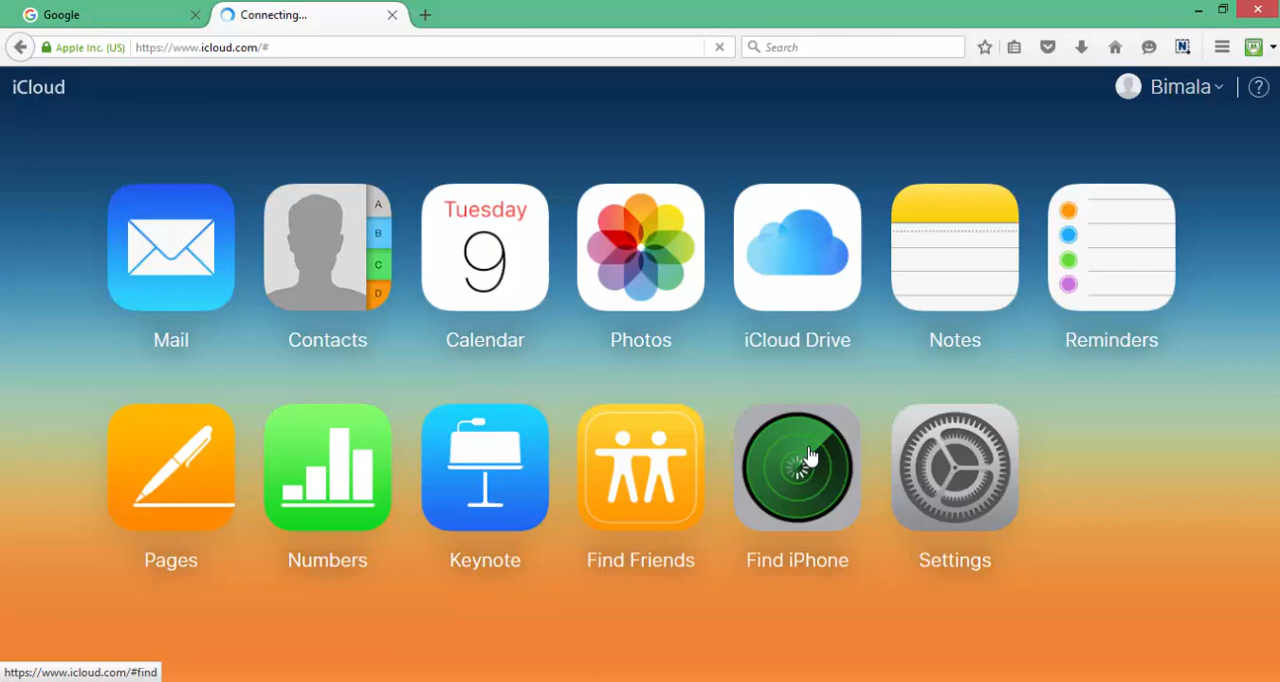 Google
Connecting...
Apple Inc. (US) https://www.icloud.com/# Search
iCloud
Bimala
?
A
B
C
D
Tuesday
9
Mail Contacts Calendar Photos iCloud Drive Notes Reminders
Pages Numbers Keynote Find Friends Find iPhone Settings
https://www.icloud.com/#find